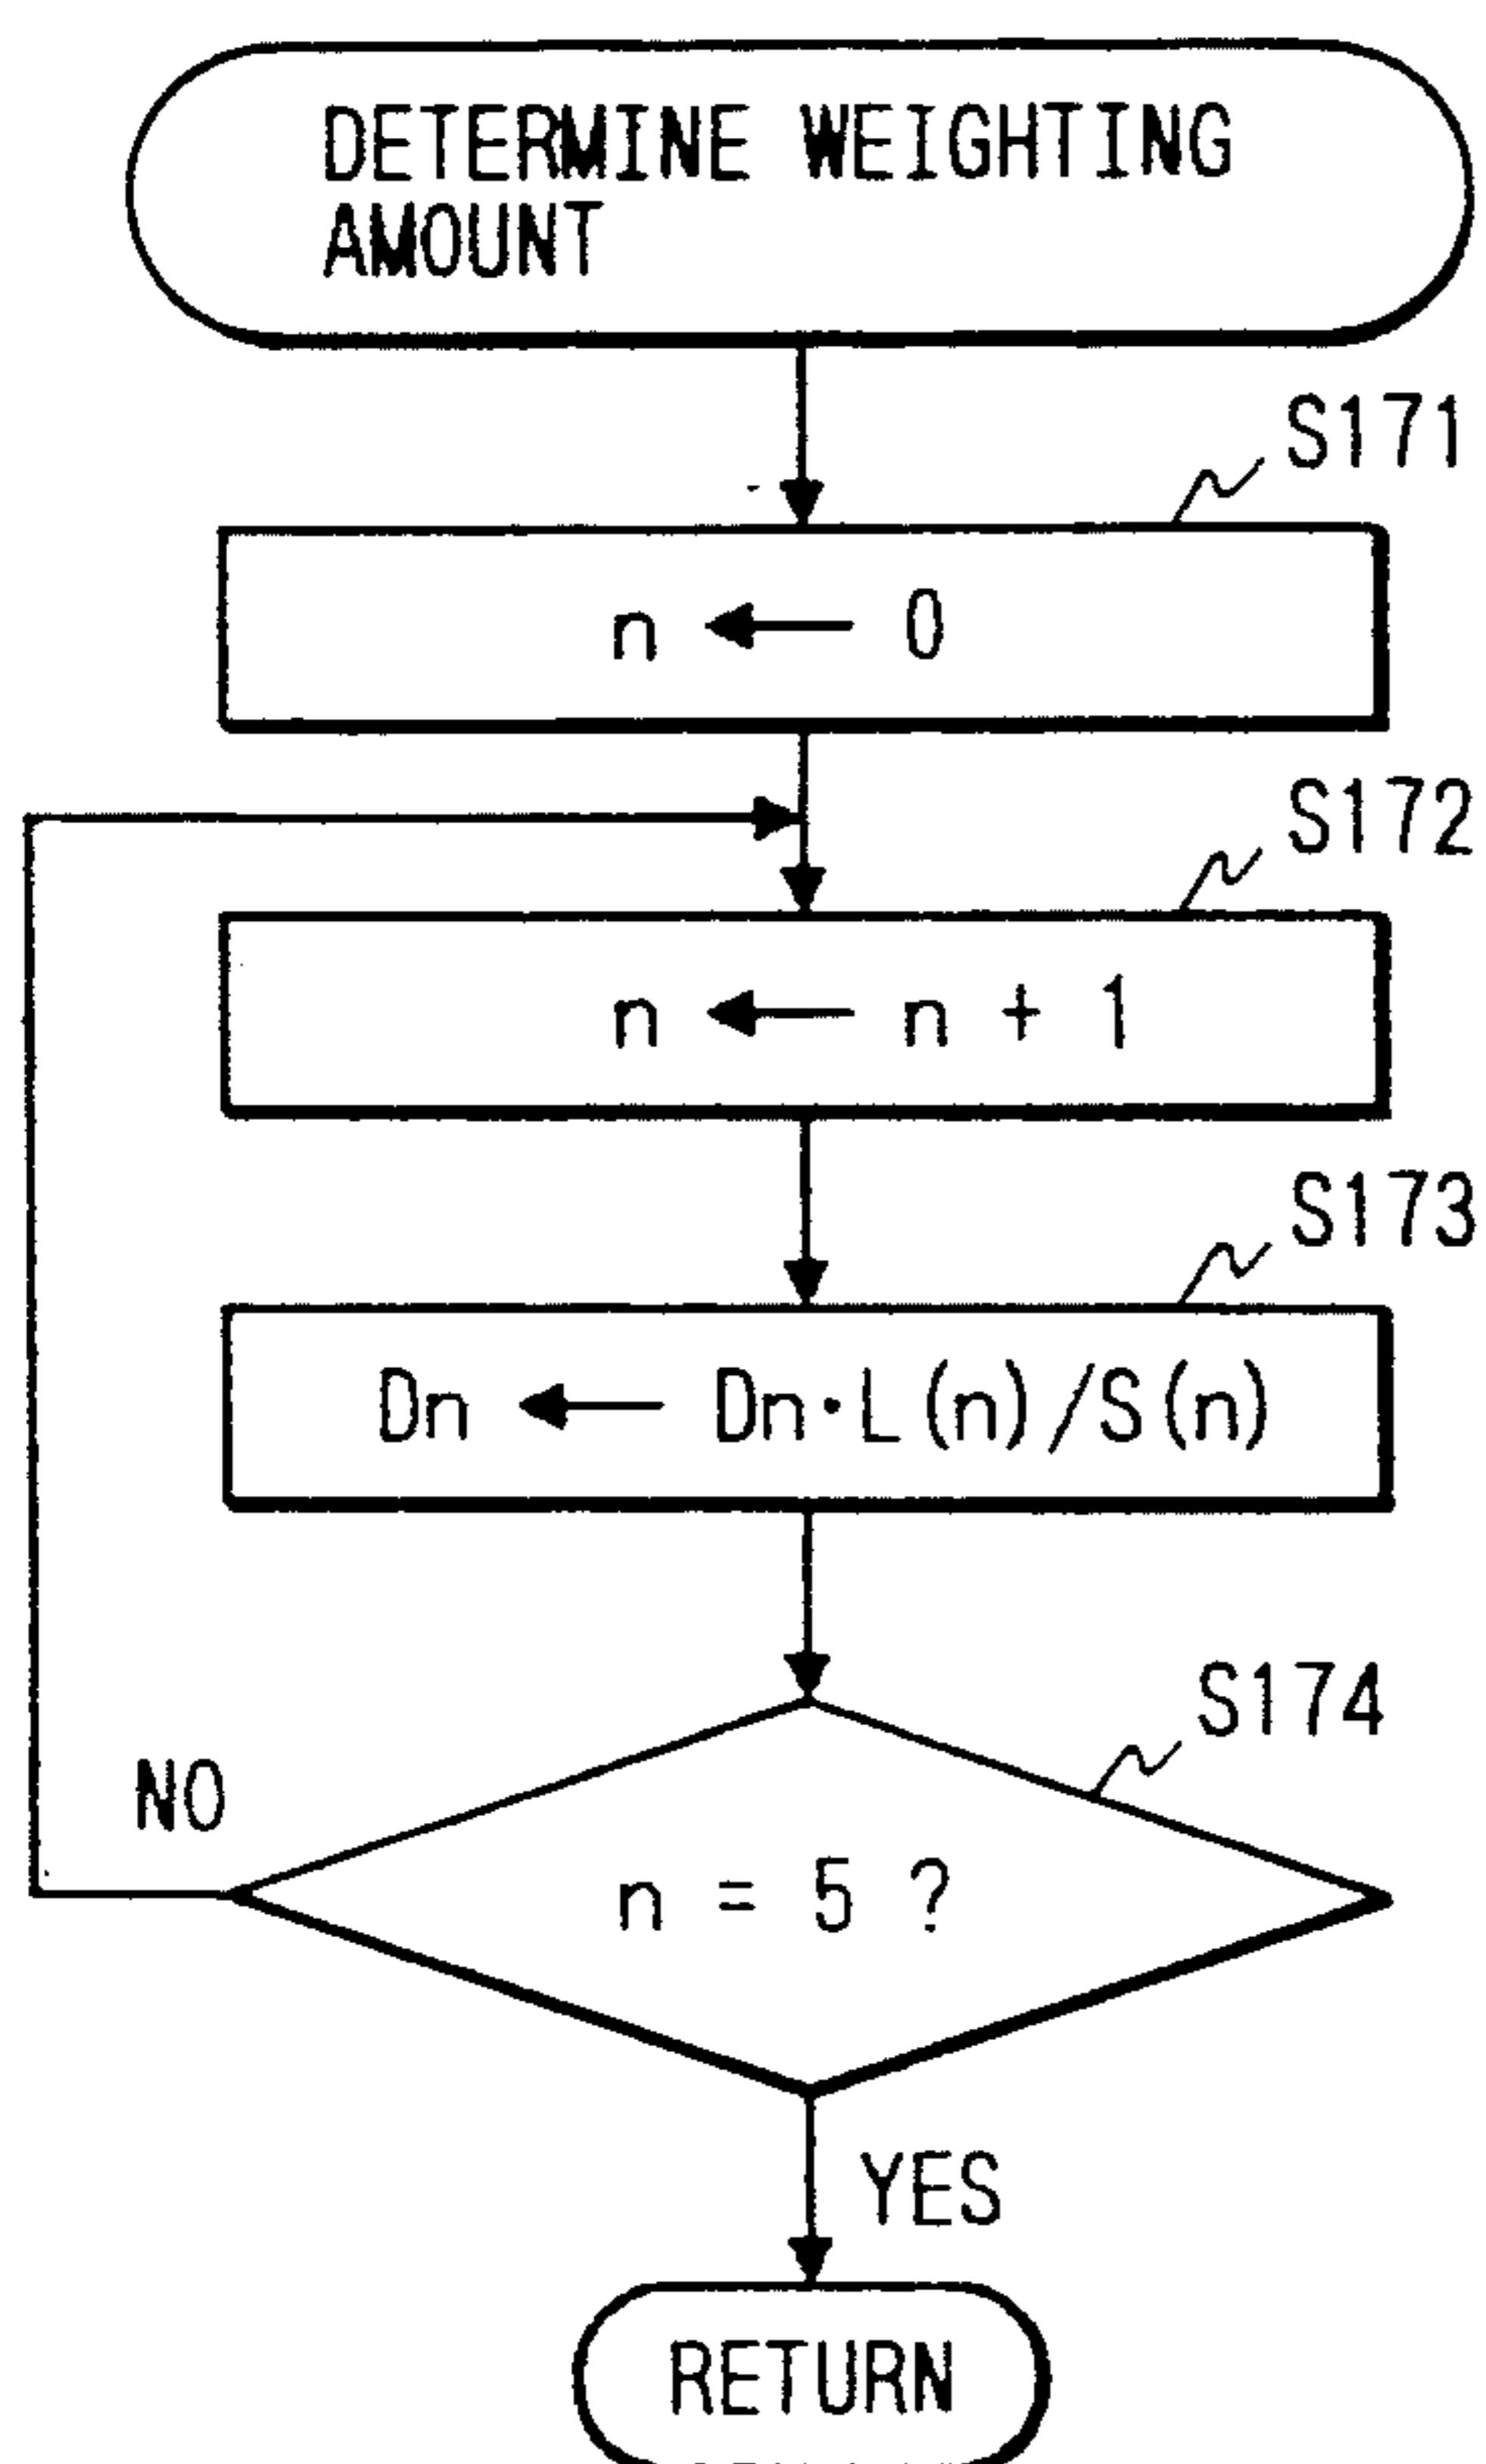 DETERMINE WEIGHTING
AMOUNT
S171
n ← 0
S172
n ← n + 1
S173
Dn ← Dn·L(n)/S(n)
S174
NO
n = 5 ?
YES
RETURN